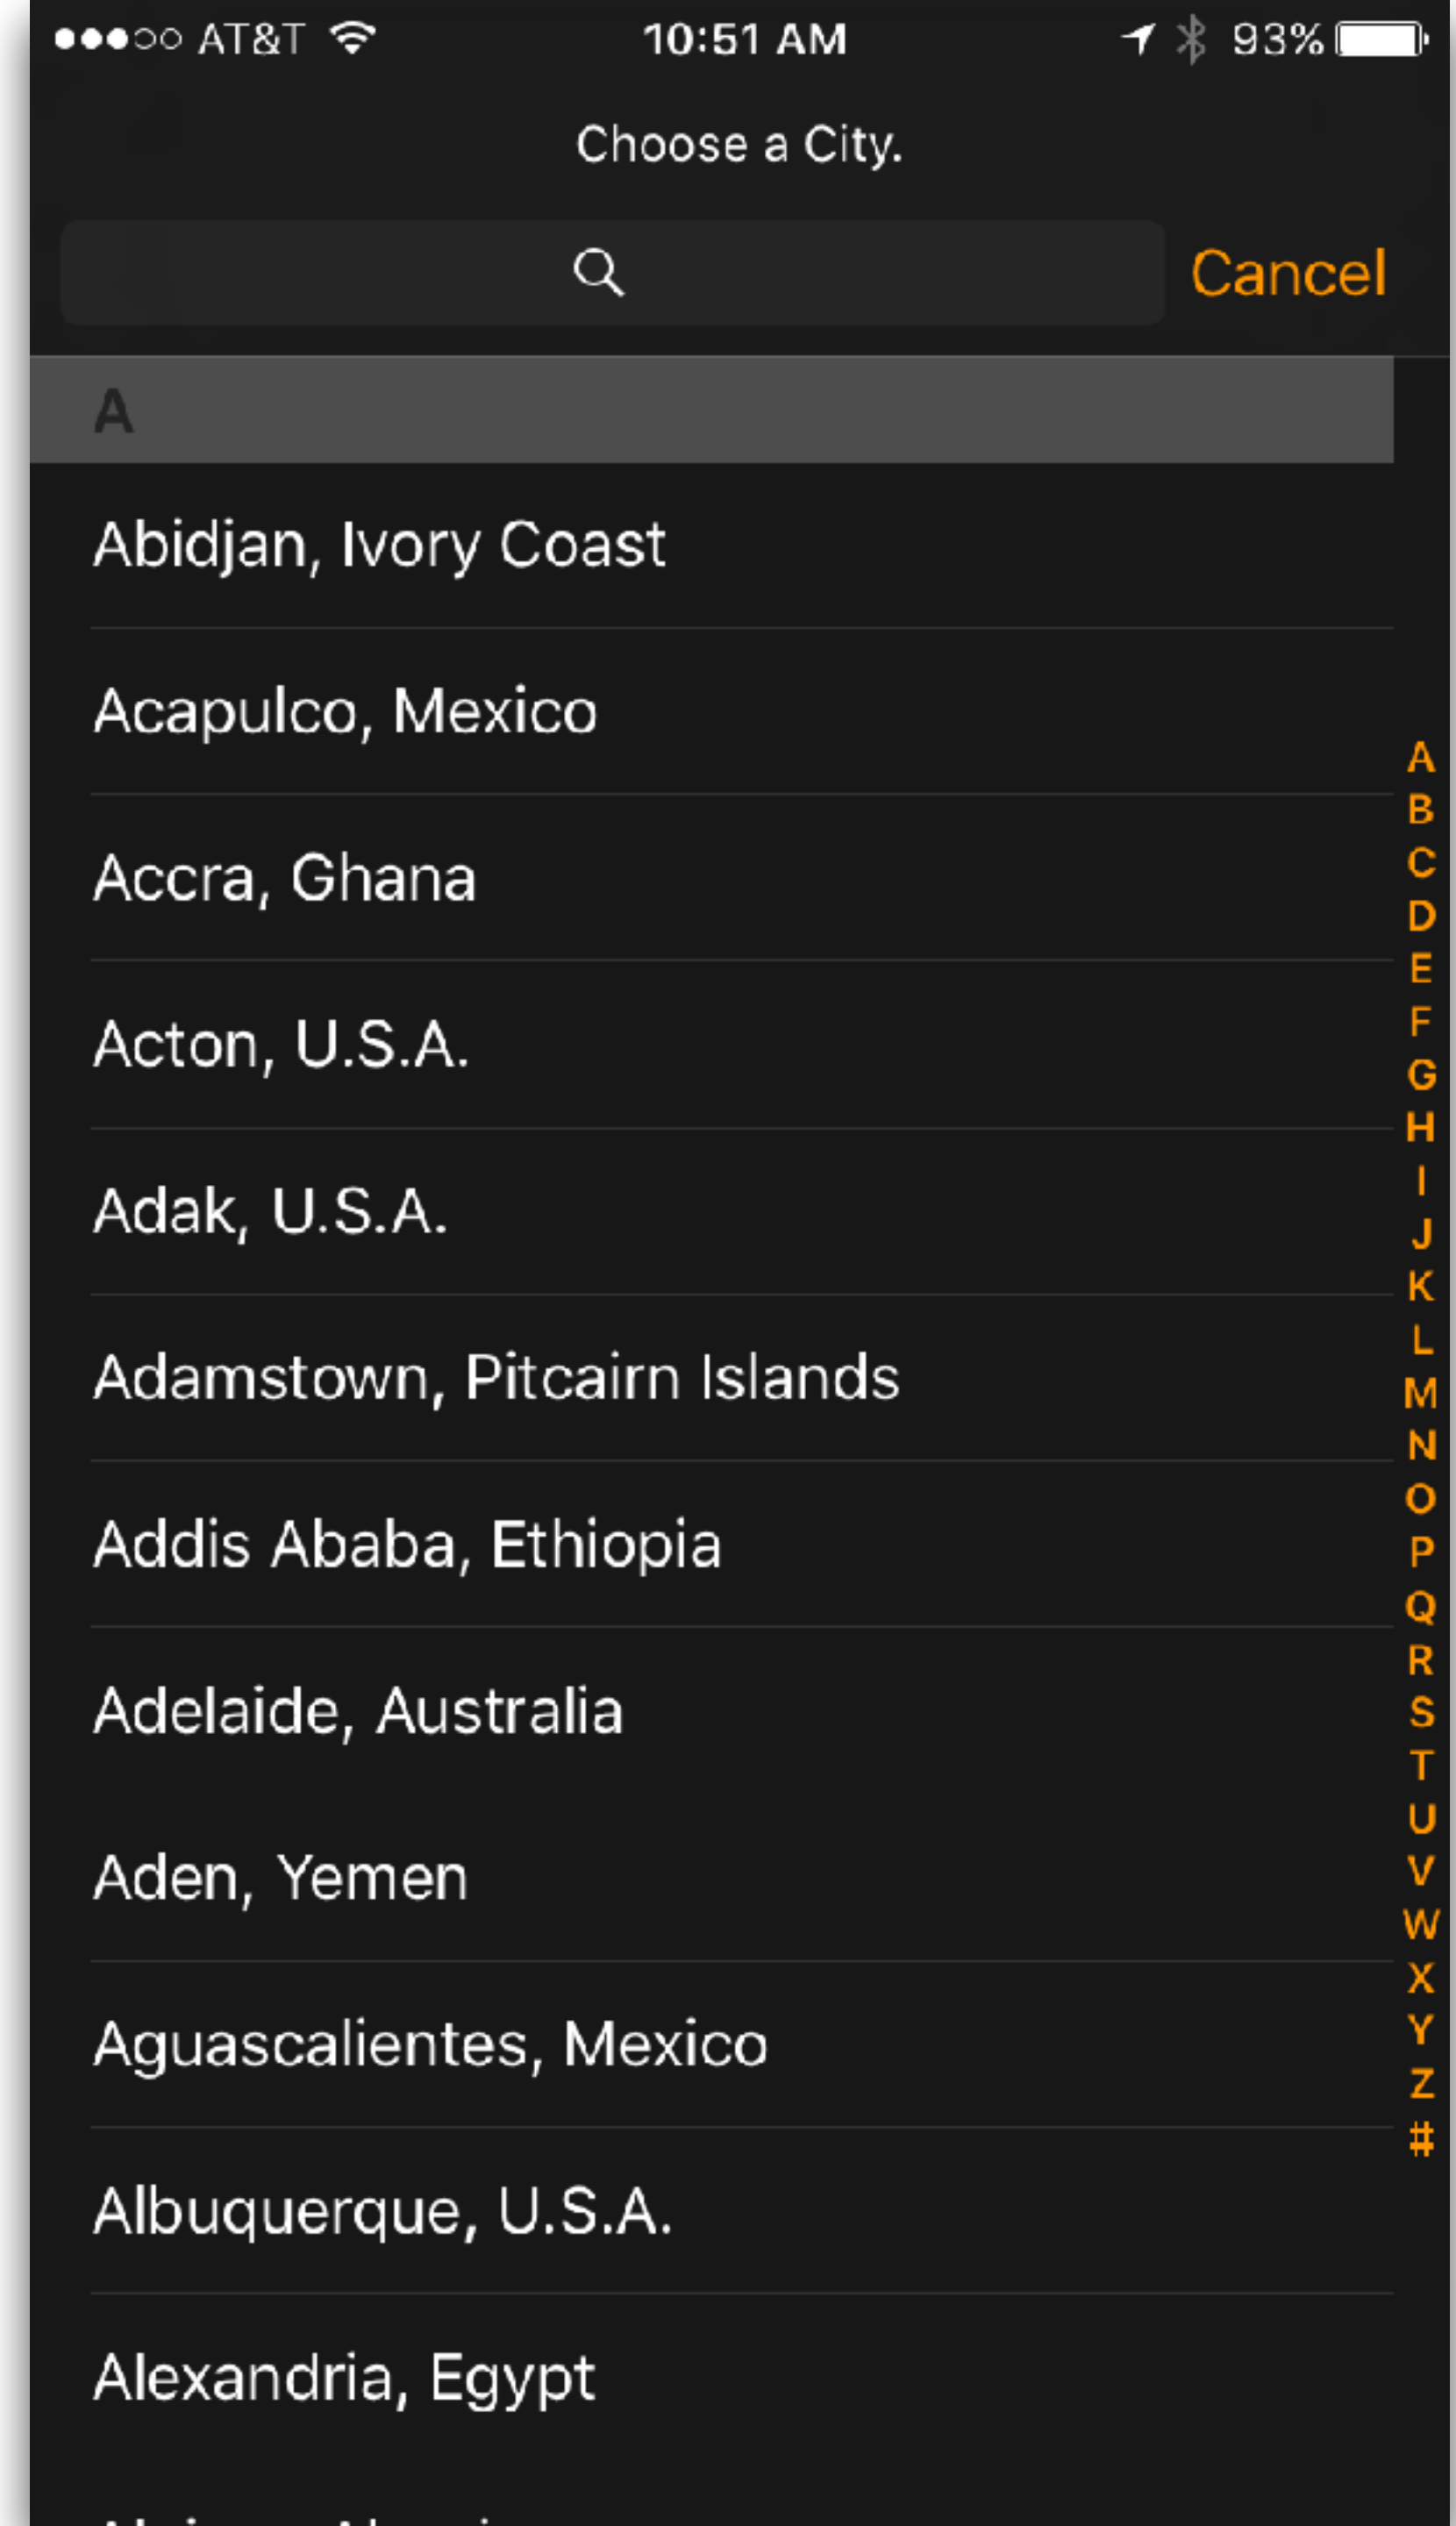 AT&T 10:51 AM 93%
Choose a City.
Cancel
A
Abidjan, Ivory Coast
Acapulco, Mexico
Accra, Ghana
Acton, U.S.A.
Adak, U.S.A.
Adamstown, Pitcairn Islands
Addis Ababa, Ethiopia
Adelaide, Australia
Aden, Yemen
Aguascalientes, Mexico
Albuquerque, U.S.A.
Alexandria, Egypt
A
B
C
D
E
F
G
H
I
J
K
L
M
N
O
P
Q
R
S
T
U
V
W
X
Y
Z
#